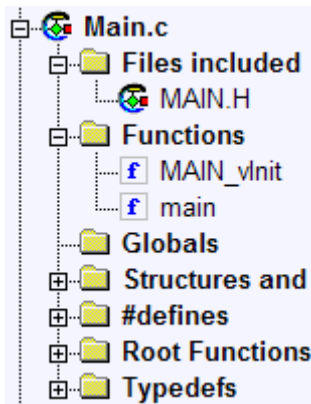 Main.c
Files included
MAIN.H
Functions
f MAIN_vInit
f main
Globals
Structures and
#defines
Root Functions
Typedefs